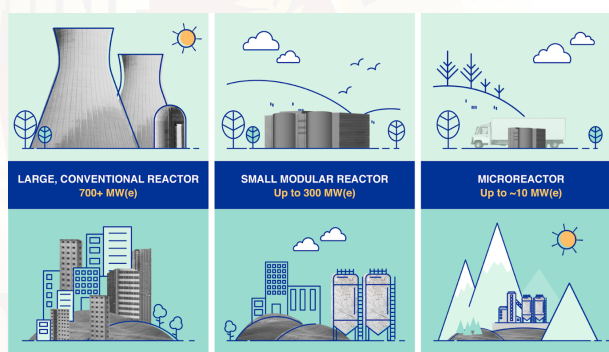 LARGE, CONVENTIONAL REACTOR
700+ MW(e)
SMALL MODULAR REACTOR
Up to 300 MW(e)
MICROREACTOR
Up to ~10 MW(e)